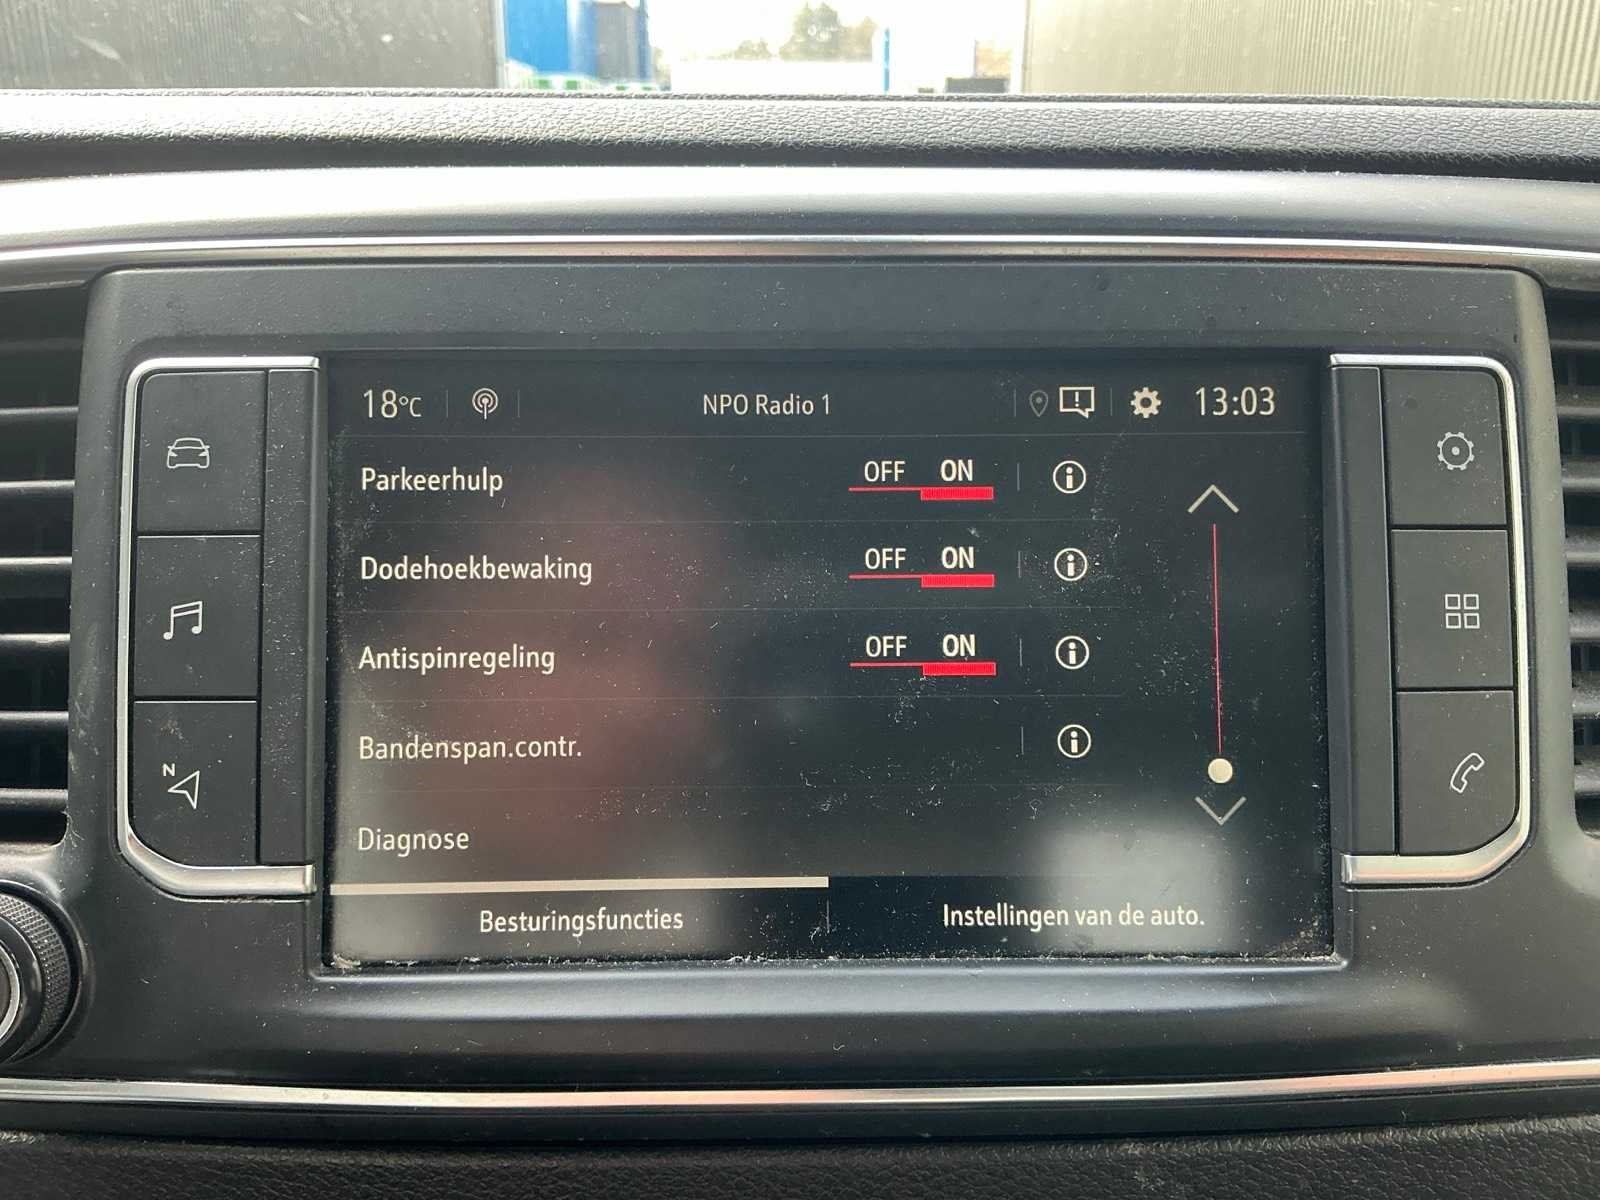 18°C NPO Radio 1 13:03
Parkeerhulp OFF ON
Dodehoekbewaking OFF ON
Antispinregeling OFF ON
Bandenspan.contr.
Diagnose
Besturingsfuncties Instellingen van de auto.
N